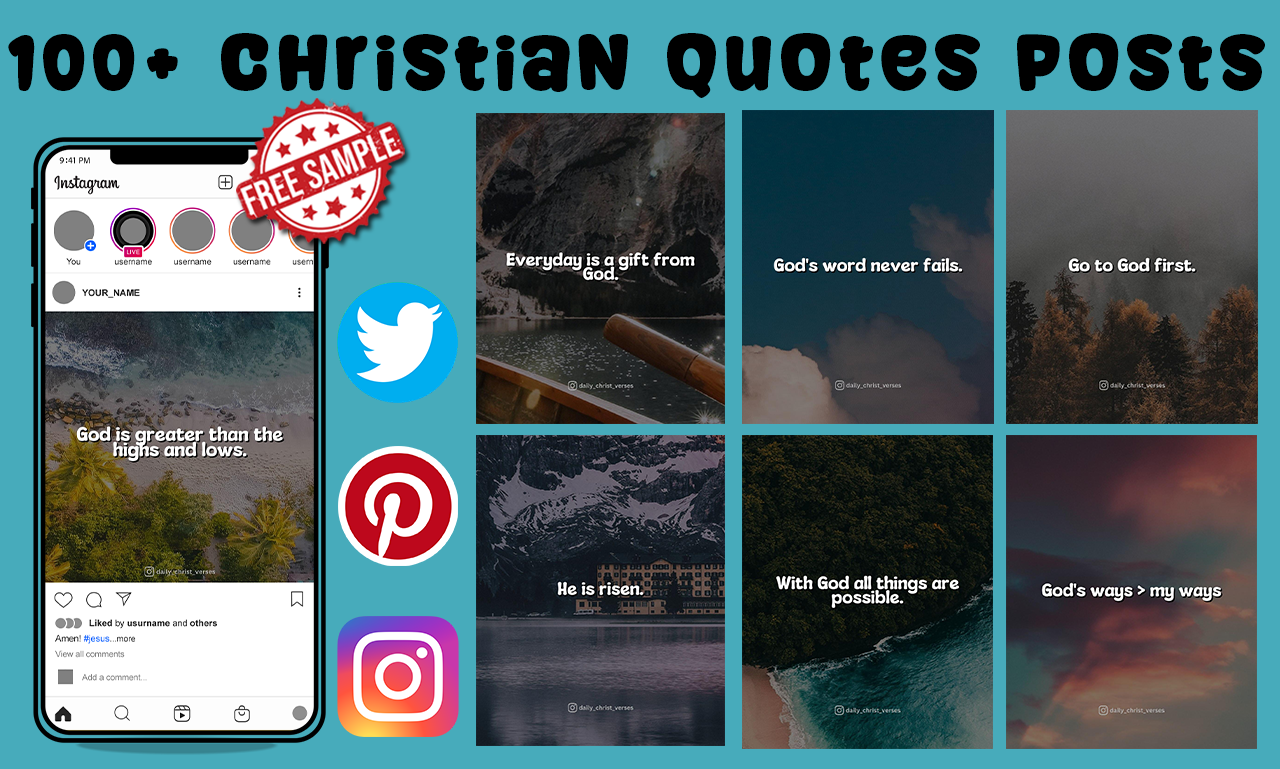 100+ Christian Quotes Posts
9:41 PM
Instagram
FREE SAMPLE
LIVE
You
username
username
username
usern
YOUR_NAME
God is greater than the
highs and lows.
daily_christ_verses
Liked by usurname and others
Amen! #jesus...more
View all comments
Add a comment...
Everyday is a gift from
God.
daily_christ_verses
God's word never fails.
daily_christ_verses
Go to God first.
daily_christ_verses
He is risen.
daily_christ_verses
With God all things are
possible.
daily_christ_verses
God's ways > my ways
daily_christ_verses